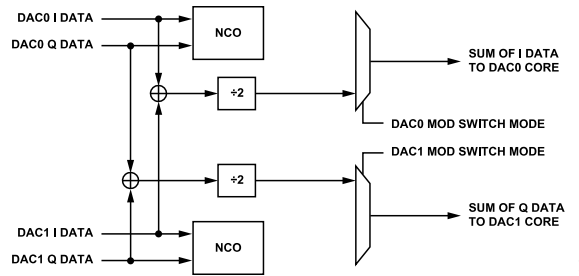 DAC0 I DATA
DAC0 Q DATA
NCO
÷2
SUM OF I DATA
TO DAC0 CORE
DAC0 MOD SWITCH MODE
DAC1 MOD SWITCH MODE
÷2
SUM OF Q DATA
TO DAC1 CORE
DAC1 I DATA
DAC1 Q DATA
NCO